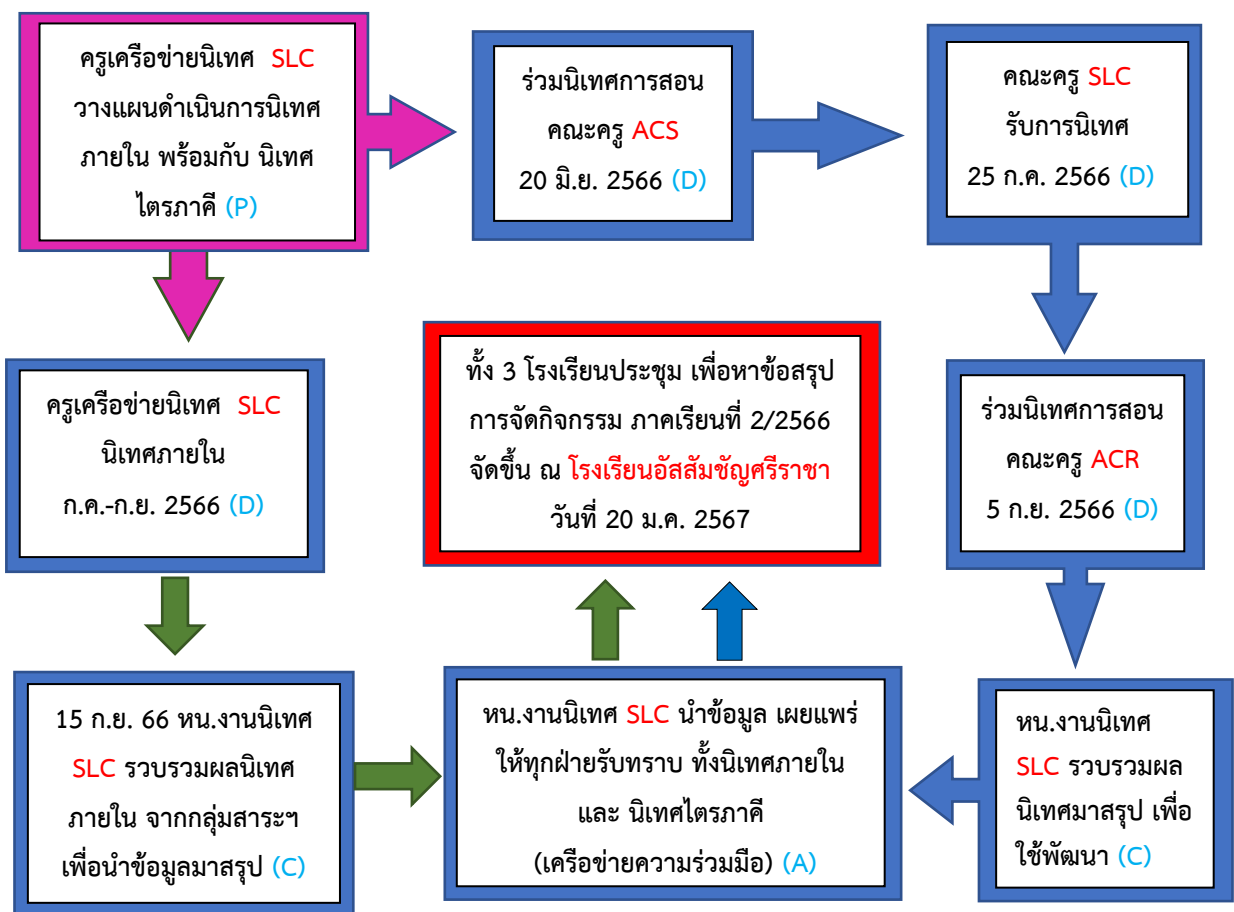 ครูเครือข่ายนิเทศ SLC
วางแผนดำเนินการนิเทศ
ภายใน พร้อมกับ นิเทศ
ไตรภาคี (P)
ร่วมนิเทศการสอน
คณะครู ACS
20 มิ.ย. 2566 (D)
คณะครู SLC
รับการนิเทศ
25 ก.ค. 2566 (D)
ครูเครือข่ายนิเทศ SLC
นิเทศภายใน
ก.ค.-ก.ย. 2566 (D)
ทั้ง 3 โรงเรียนประชุม เพื่อหาข้อสรุป
การจัดกิจกรรม ภาคเรียนที่ 2/2566
จัดขึ้น ณ โรงเรียนอัสสัมชัญศรีราชา
วันที่ 20 ม.ค. 2567
ร่วมนิเทศการสอน
คณะครู ACR
5 ก.ย. 2566 (D)
15 ก.ย. 66 หน.งานนิเทศ
SLC รวบรวมผลนิเทศ
ภายใน จากกลุ่มสาระฯ
เพื่อนำข้อมูลมาสรุป (C)
หน.งานนิเทศ SLC นำข้อมูล เผยแพร่
ให้ทุกฝ่ายรับทราบ ทั้งนิเทศภายใน
และ นิเทศไตรภาคี
(เครือข่ายความร่วมมือ) (A)
หน.งานนิเทศ
SLC รวบรวมผล
นิเทศมาสรุป เพื่อ
ใช้พัฒนา (C)